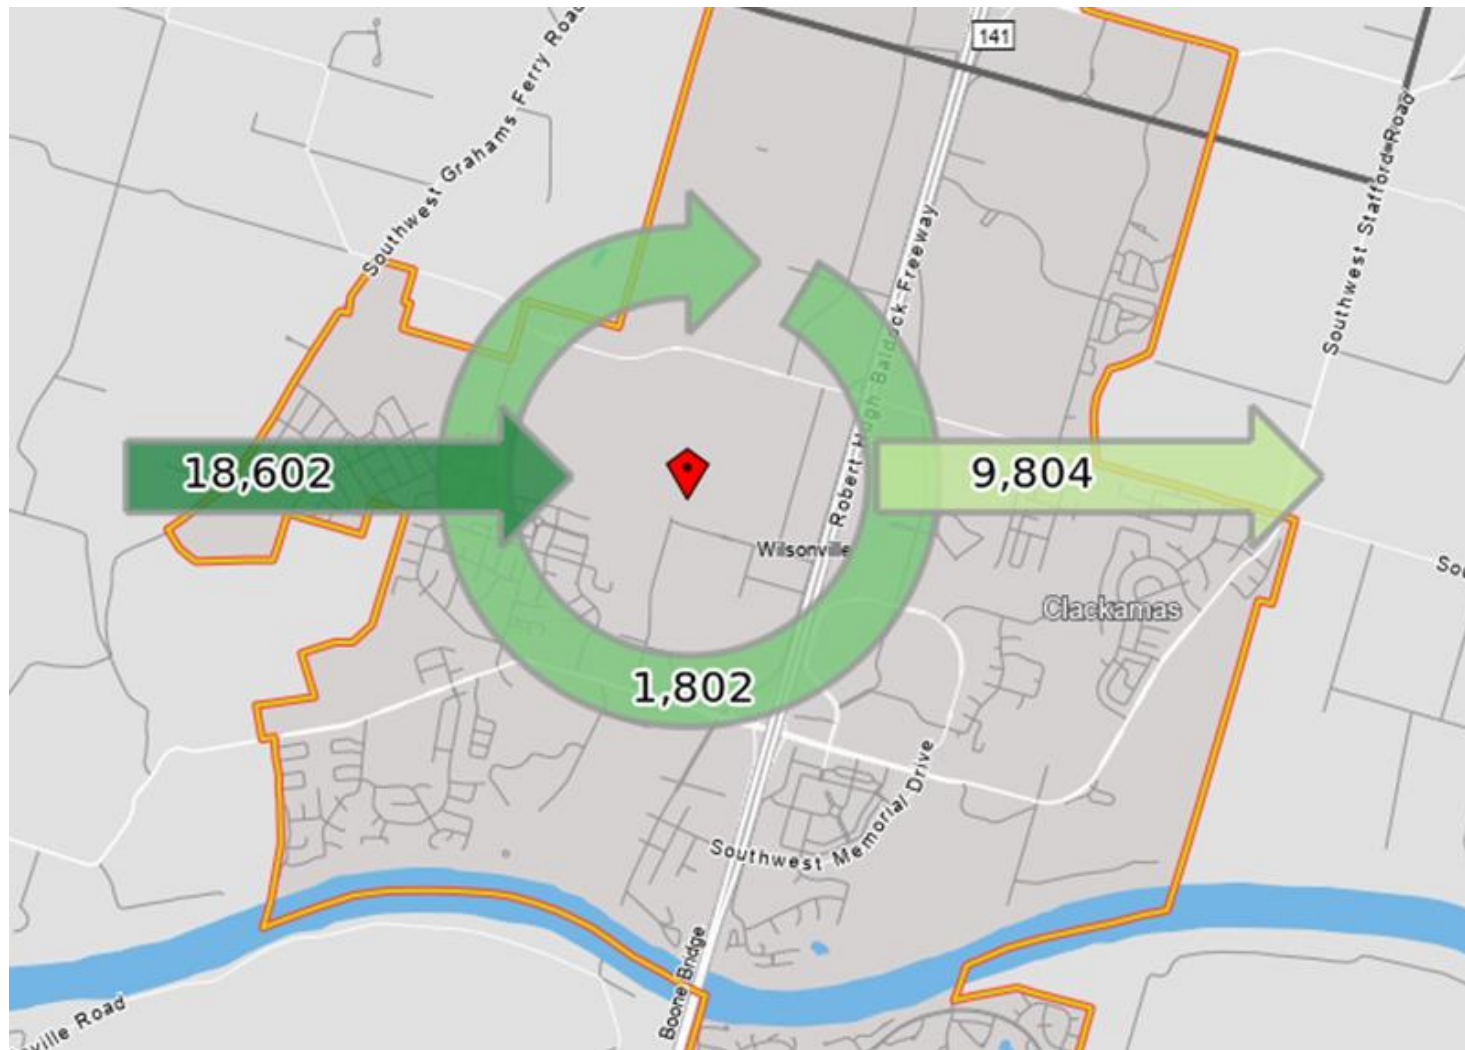 141
Southwest Grahams Ferry Road
Southwest Stafford Road
Robert Hugh Baldock Freeway
18,602
9,804
Wilsonville
Clackamas
Sou
1,802
Southwest Memorial Drive
Boone Bridge
ville Road